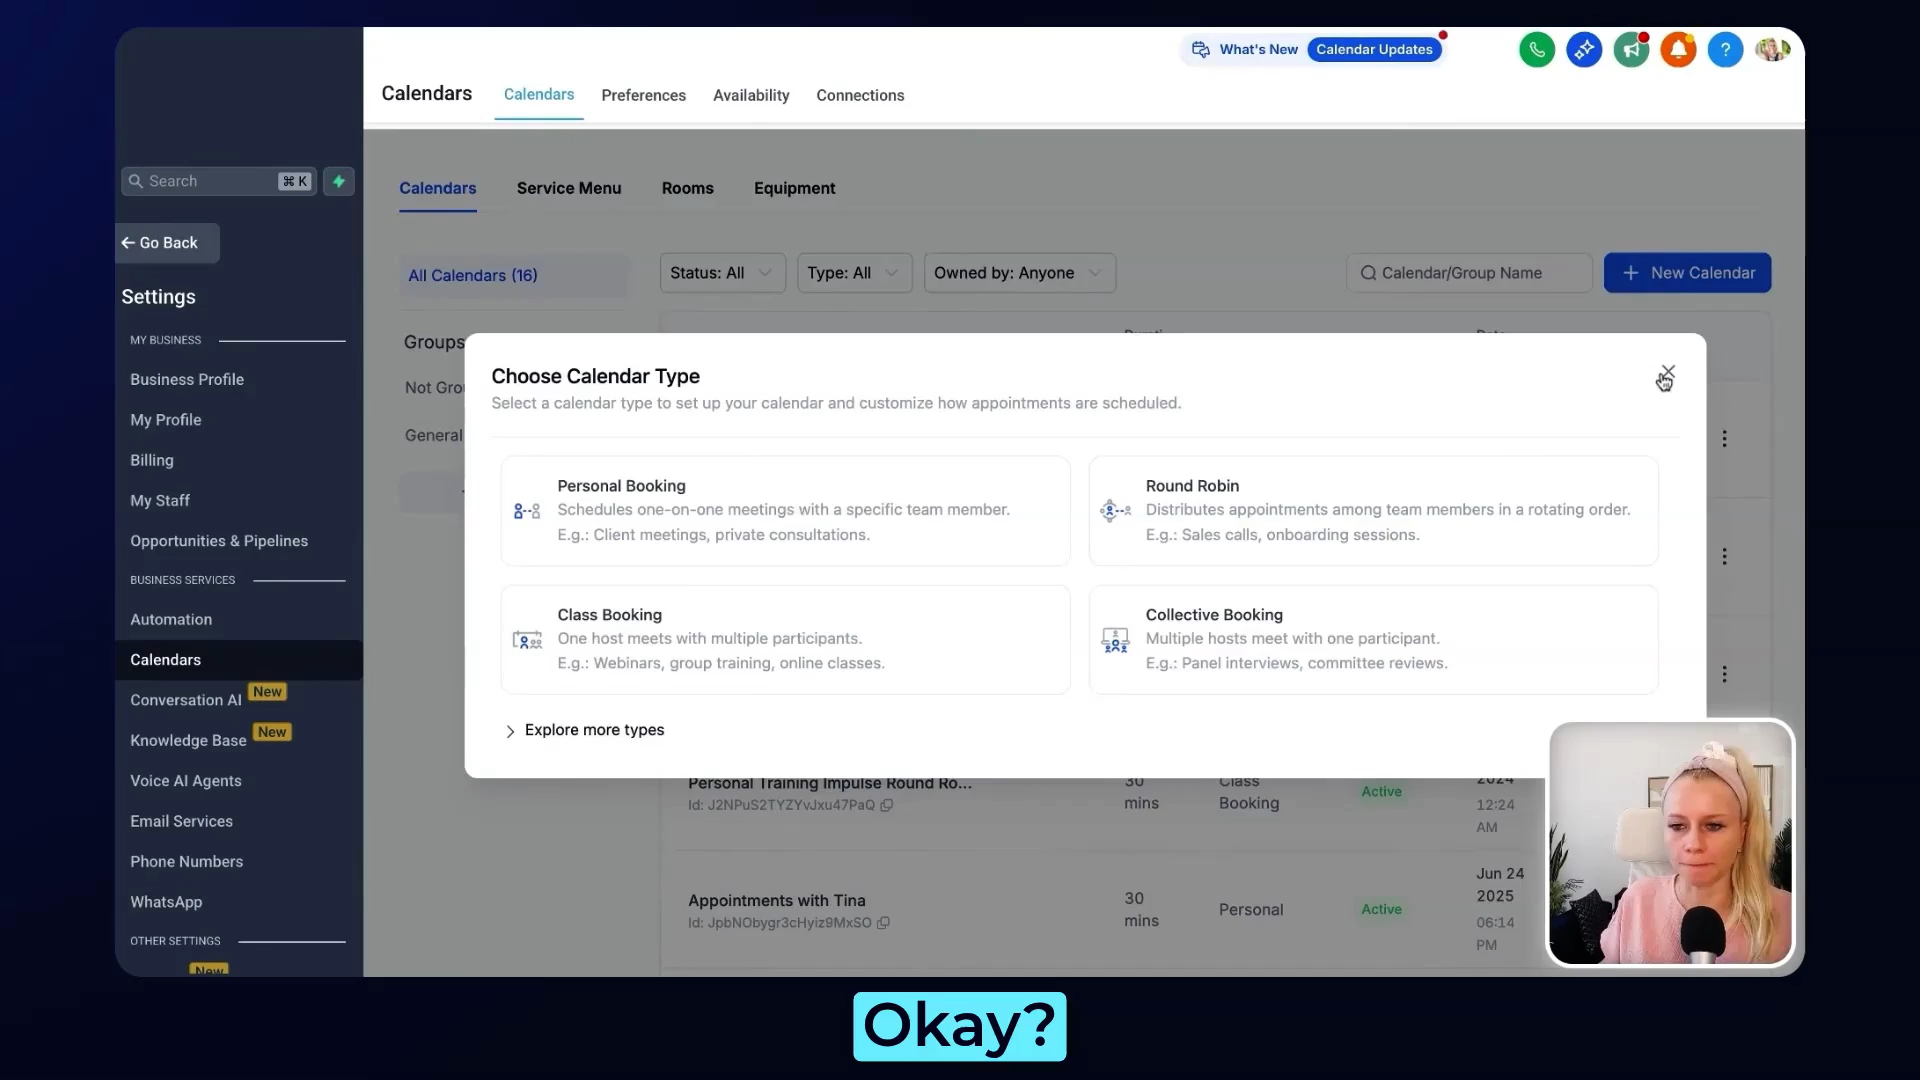 What's New
Calendar Updates
Calendars
Calendars
Preferences
Availability
Connections
Search
⌘ K
Go Back
Settings
MY BUSINESS
Business Profile
My Profile
Billing
My Staff
Opportunities & Pipelines
BUSINESS SERVICES
Automation
Calendars
Conversation AI New
Knowledge Base New
Voice AI Agents
Email Services
Phone Numbers
WhatsApp
OTHER SETTINGS
New
Calendars
Service Menu
Rooms
Equipment
All Calendars (16)
Status: All
Type: All
Owned by: Anyone
Calendar/Group Name
New Calendar
Groups
General
Choose Calendar Type
Select a calendar type to set up your calendar and customize how appointments are scheduled.
Personal Booking
Schedules one-on-one meetings with a specific team member.
E.g.: Client meetings, private consultations.
Round Robin
Distributes appointments among team members in a rotating order.
E.g.: Sales calls, onboarding sessions.
Class Booking
One host meets with multiple participants.
E.g.: Webinars, group training, online classes.
Collective Booking
Multiple hosts meet with one participant.
E.g.: Panel interviews, committee reviews.
Explore more types
Personal Training Impulse Round Ro...
Id: J2NPuS2TYZYvJxu47PaQ
30
mins
Class
Booking
Active
2024
12:24
AM
Appointments with Tina
Id: JpbNObygr3cHyiz9MxSO
30
mins
Personal
Active
Jun 24
2025
06:14
PM
Okay?